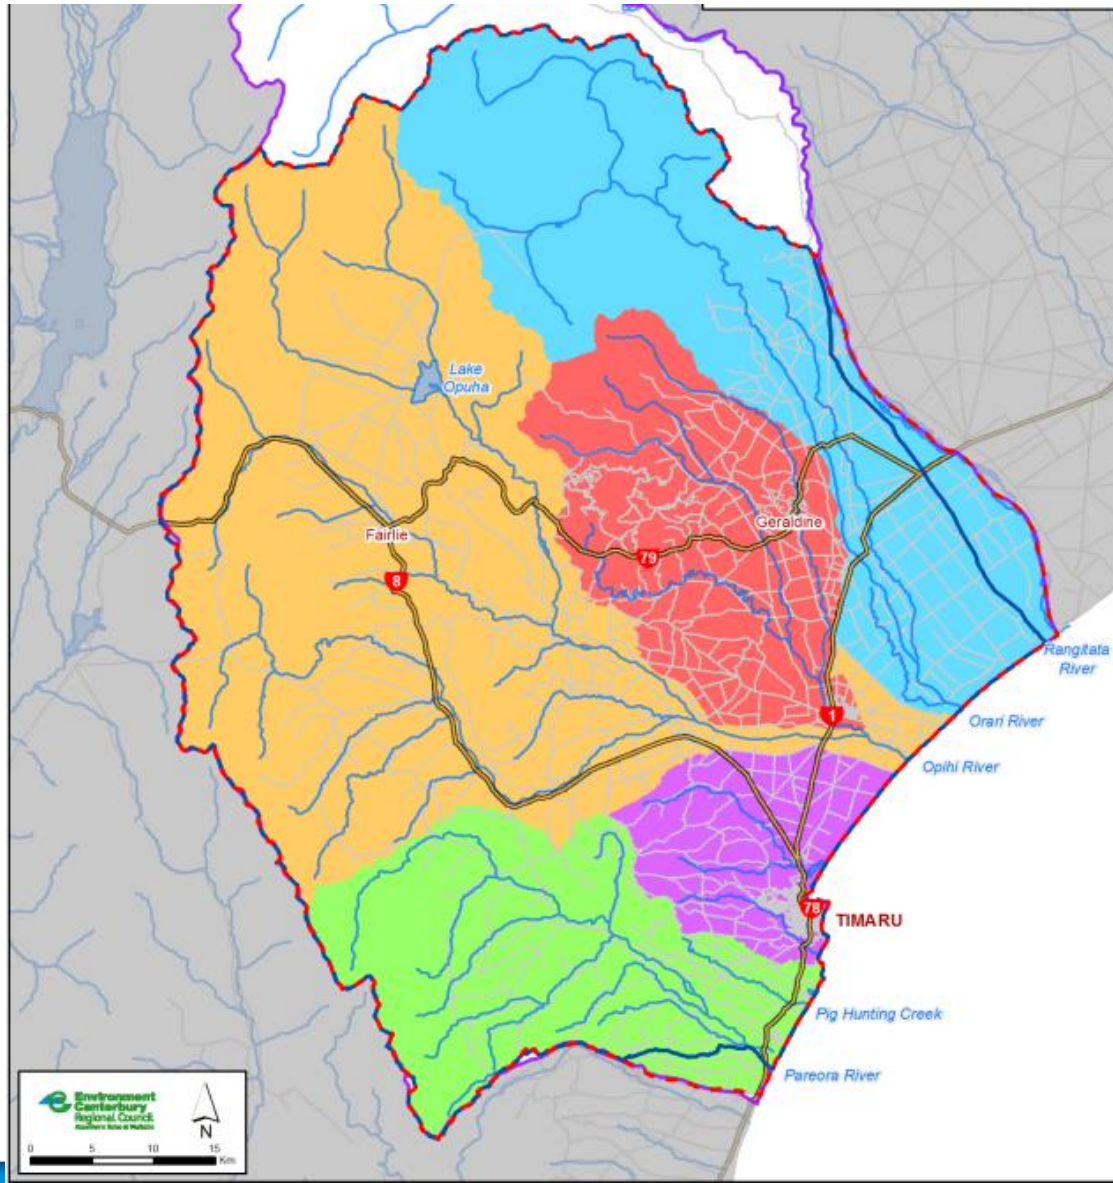 Lake
Opuha
Fairlie
Geraldine
79
8
Rangitata
River
1
Orari River
Opihi River
78
TIMARU
Pig Hunting Creek
Pareora River
Environment
Canterbury
Regional Council
N
0 5 10 15
Km